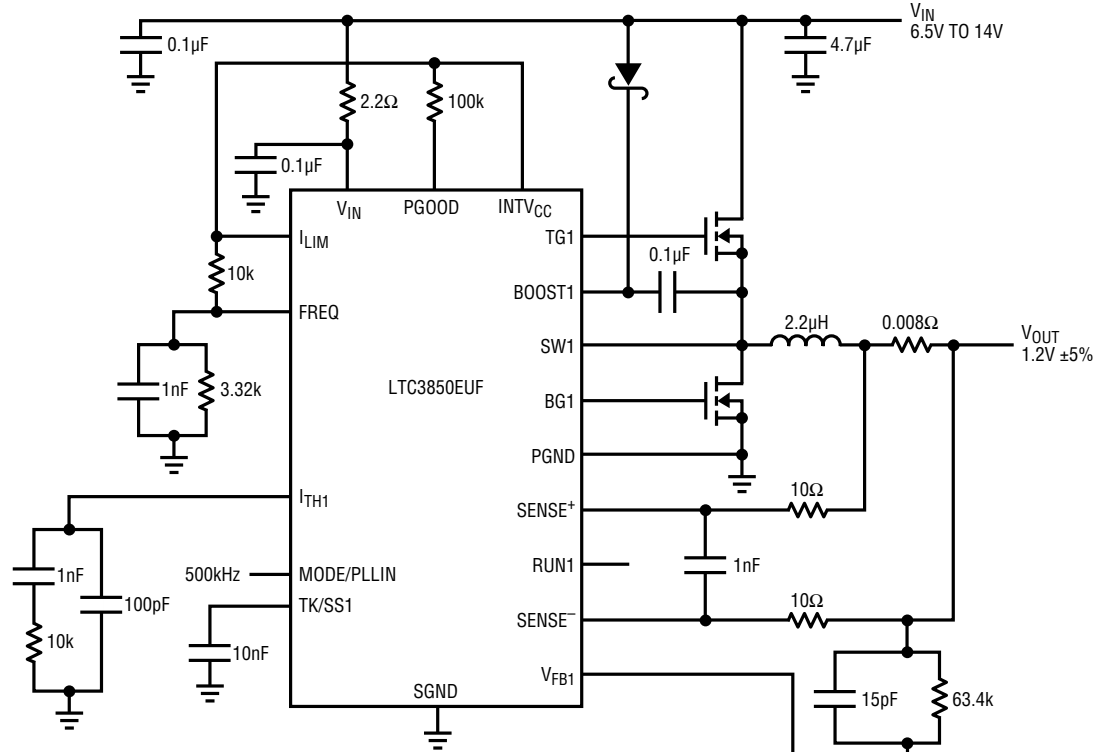 V_IN
6.5V TO 14V
0.1µF
4.7µF
2.2Ω
100k
0.1µF
V_IN
PGOOD
INTV_CC
I_LIM
TG1
0.1µF
10k
BOOST1
FREQ
2.2µH
0.008Ω
V_OUT
1.2V ±5%
SW1
1nF
3.32k
LTC3850EUF
BG1
PGND
I_TH1
10Ω
SENSE⁺
1nF
100pF
500kHz
MODE/PLLIN
RUN1
1nF
TK/SS1
10Ω
SENSE⁻
10k
10nF
V_FB1
SGND
15pF
63.4k